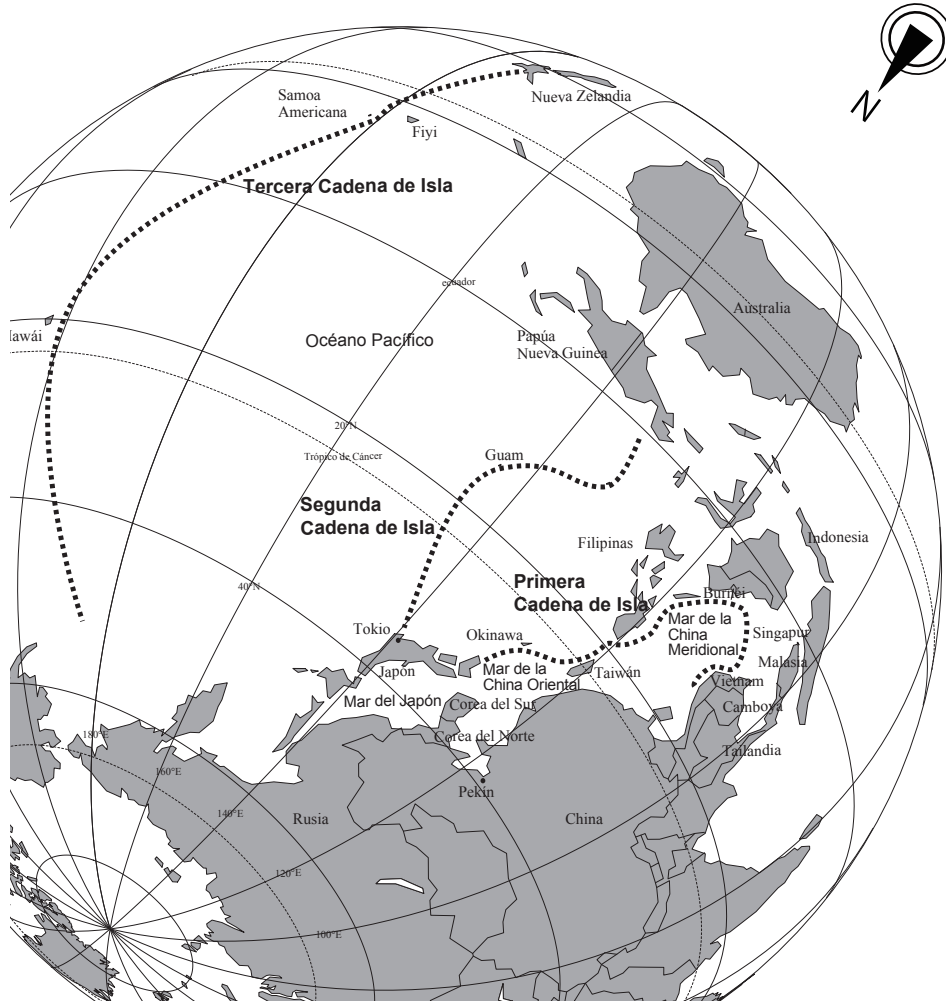 N
Samoa
Americana
Nueva Zelandia
Fiyi
Tercera Cadena de Isla
ecuador
Australia
awái
Océano Pacífico
Papúa
Nueva Guinea
20°N
Trópico de Cáncer
Guam
Segunda
Cadena de Isla
Filipinas
Indonesia
40°N
Primera
Cadena de Isla
Burnei
Tokio
Okinawa
Mar de la
China
Meridional
Singapur
Japón
Mar de la
China Oriental
Taiwán
Malasia
Vietnam
Mar del Japón
Corea del Sur
Camboya
180°E
Corea del Norte
Tailandia
160°E
Pekín
140°E
Rusia
China
120°E
100°E